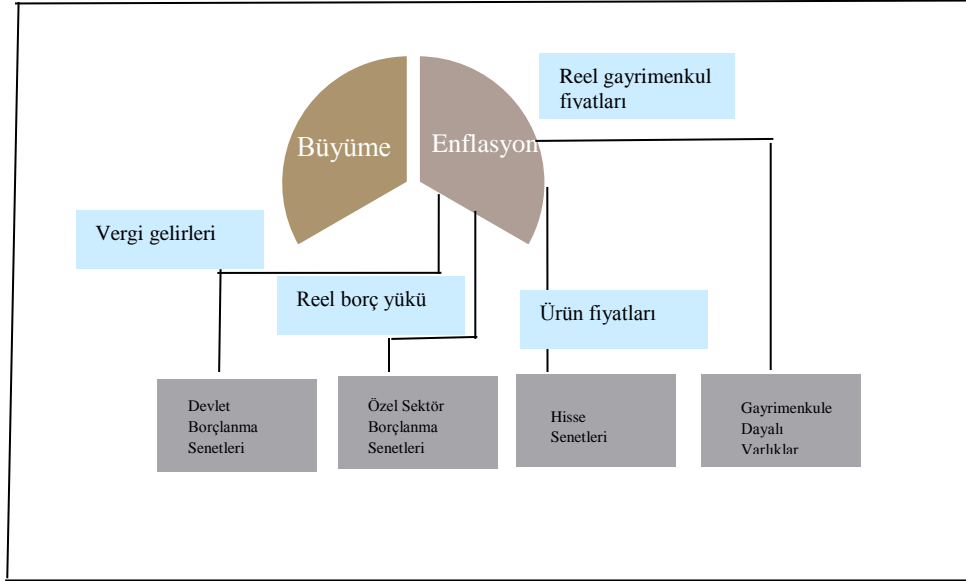 Büyüme
Enflasyon
Reel gayrimenkul
fiyatları
Vergi gelirleri
Reel borç yükü
Ürün fiyatları
Devlet
Borçlanma
Senetleri
Özel Sektör
Borçlanma
Senetleri
Hisse
Senetleri
Gayrimenkule
Dayalı
Varlıklar